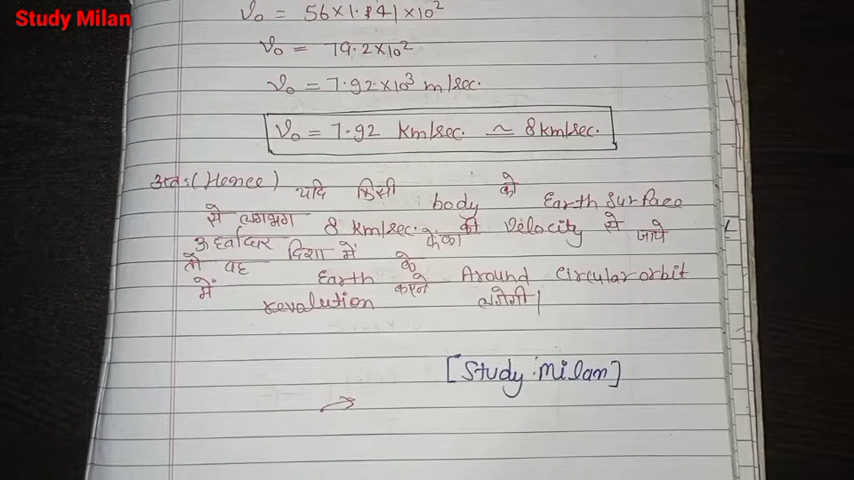 Study Milan
V₀ = 56×1.141×10²
V₀ = 79.2×10²
V₀ = 7.92×10³ m/sec.
V₀ = 7.92 Km/sec. ≃ 8 km/sec.
अतः (Hence) यदि किसी body को Earth Surface
से लगभग 8 km/sec. की velocity से
ऊर्ध्वाधर दिशा में फेंका जाये
तो वह Earth के Around circular orbit
में revolution करने लगेगी।
[Study Milan]